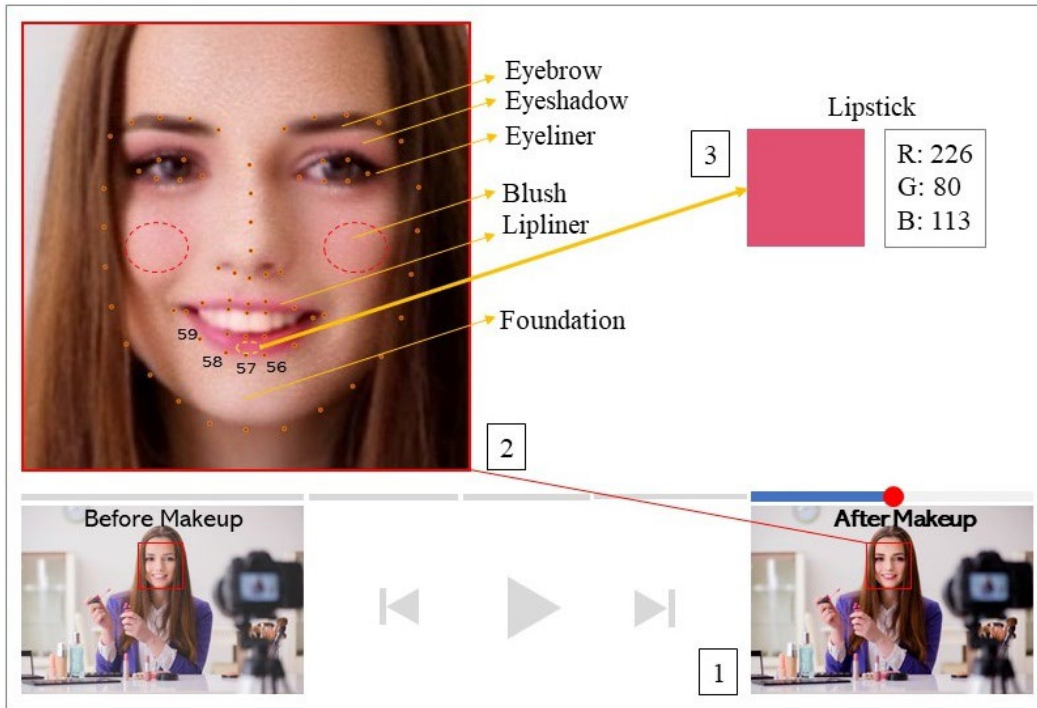 Eyebrow
Eyeshadow
Eyeliner
Blush
Lipliner
Foundation
Lipstick
3
R: 226
G: 80
B: 113
59
58
57
56
2
Before Makeup
After Makeup
1